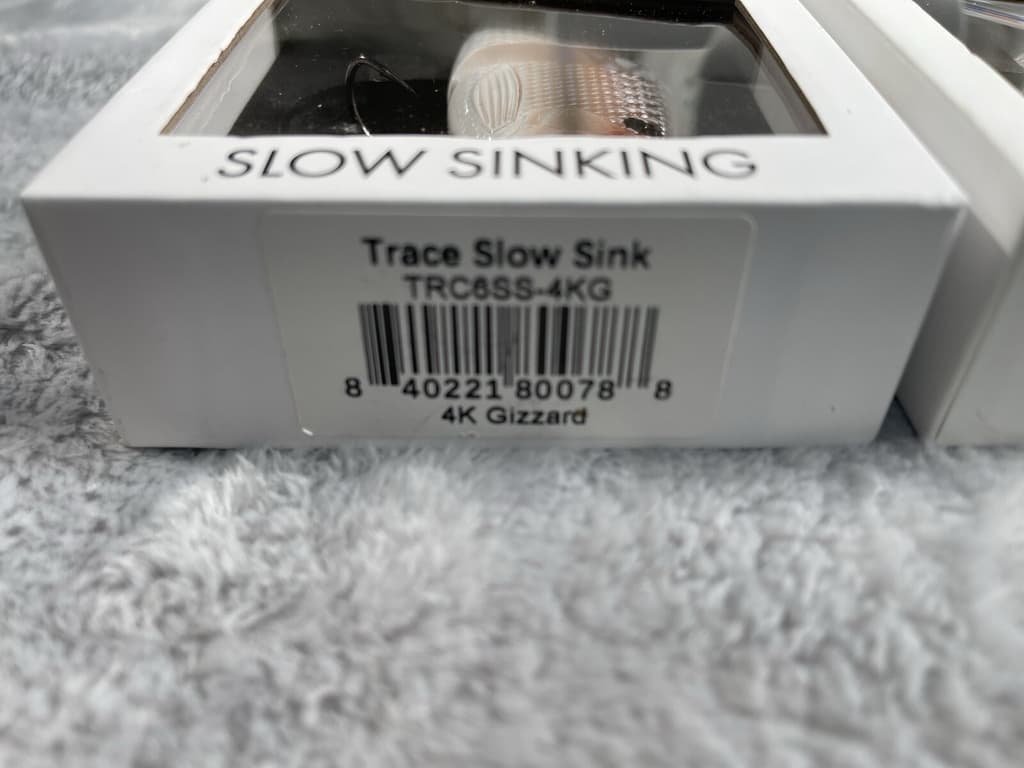 SLOW SINKING
Trace Slow Sink
TRC6SS-4KG
8 40221 80078 8
4K Gizzard